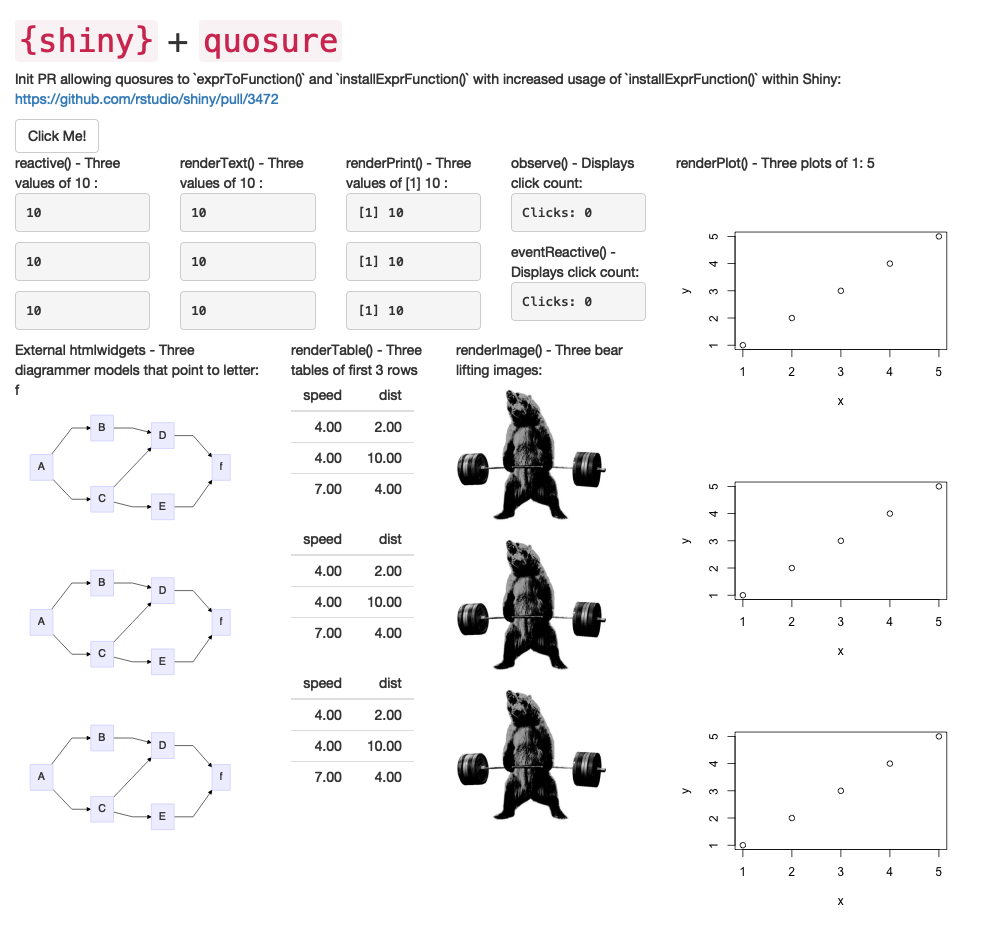 {shiny} + quosure
Init PR allowing quosures to `exprToFunction()` and `installExprFunction()` with increased usage of `installExprFunction()` within Shiny:
https://github.com/rstudio/shiny/pull/3472
Click Me!
reactive() - Three
values of 10 :
10
10
10
renderText() - Three
values of 10 :
10
10
10
renderPrint() - Three
values of [1] 10 :
[1] 10
[1] 10
[1] 10
observe() - Displays
click count:
Clicks: 0
eventReactive() -
Displays click count:
Clicks: 0
renderPlot() - Three plots of 1: 5
5
4
3
2
1
y
1 2 3 4 5
x
5
4
3
2
1
y
1 2 3 4 5
x
5
4
3
2
1
y
1 2 3 4 5
x
External htmlwidgets - Three
diagrammer models that point to letter:
f
B
D
A
f
C
E
B
D
A
f
C
E
B
D
A
f
C
E
renderTable() - Three
tables of first 3 rows
speed dist
4.00 2.00
4.00 10.00
7.00 4.00
speed dist
4.00 2.00
4.00 10.00
7.00 4.00
speed dist
4.00 2.00
4.00 10.00
7.00 4.00
renderImage() - Three bear
lifting images: